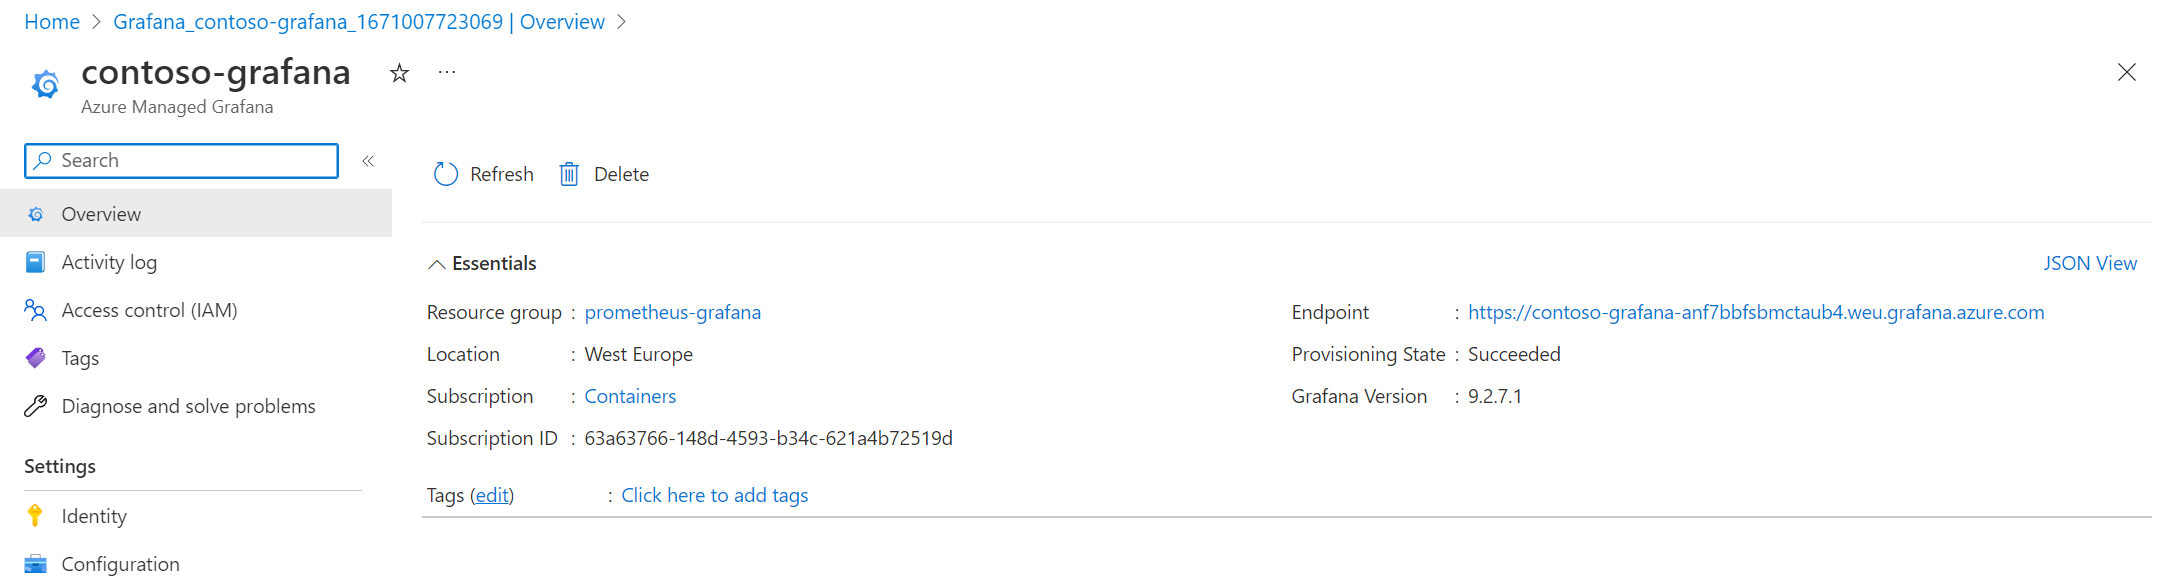 Home > Grafana_contoso-grafana_1671007723069 | Overview >
contoso-grafana
Azure Managed Grafana
Search
Overview
Activity log
Access control (IAM)
Tags
Diagnose and solve problems
Settings
Identity
Configuration
Refresh
Delete
Essentials
JSON View
Resource group : prometheus-grafana
Location : West Europe
Subscription : Containers
Subscription ID : 63a63766-148d-4593-b34c-621a4b72519d
Tags (edit) : Click here to add tags
Endpoint : https://contoso-grafana-anf7bbfsbmctaub4.weu.grafana.azure.com
Provisioning State : Succeeded
Grafana Version : 9.2.7.1